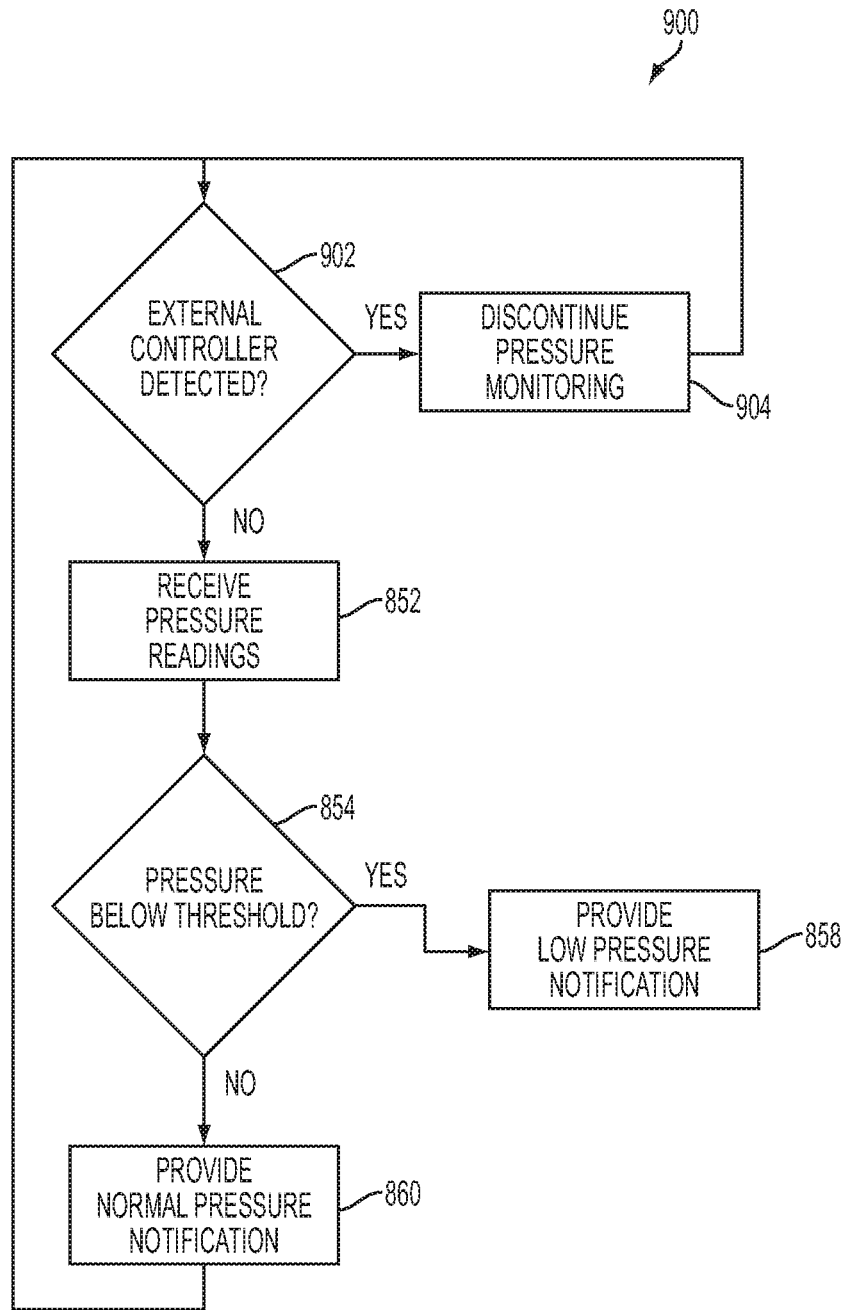 900
902
EXTERNAL
CONTROLLER
DETECTED?
YES
DISCONTINUE
PRESSURE
MONITORING
904
NO
RECEIVE
PRESSURE
READINGS
852
854
PRESSURE
BELOW THRESHOLD?
YES
PROVIDE
LOW PRESSURE
NOTIFICATION
858
NO
PROVIDE
NORMAL PRESSURE
NOTIFICATION
860